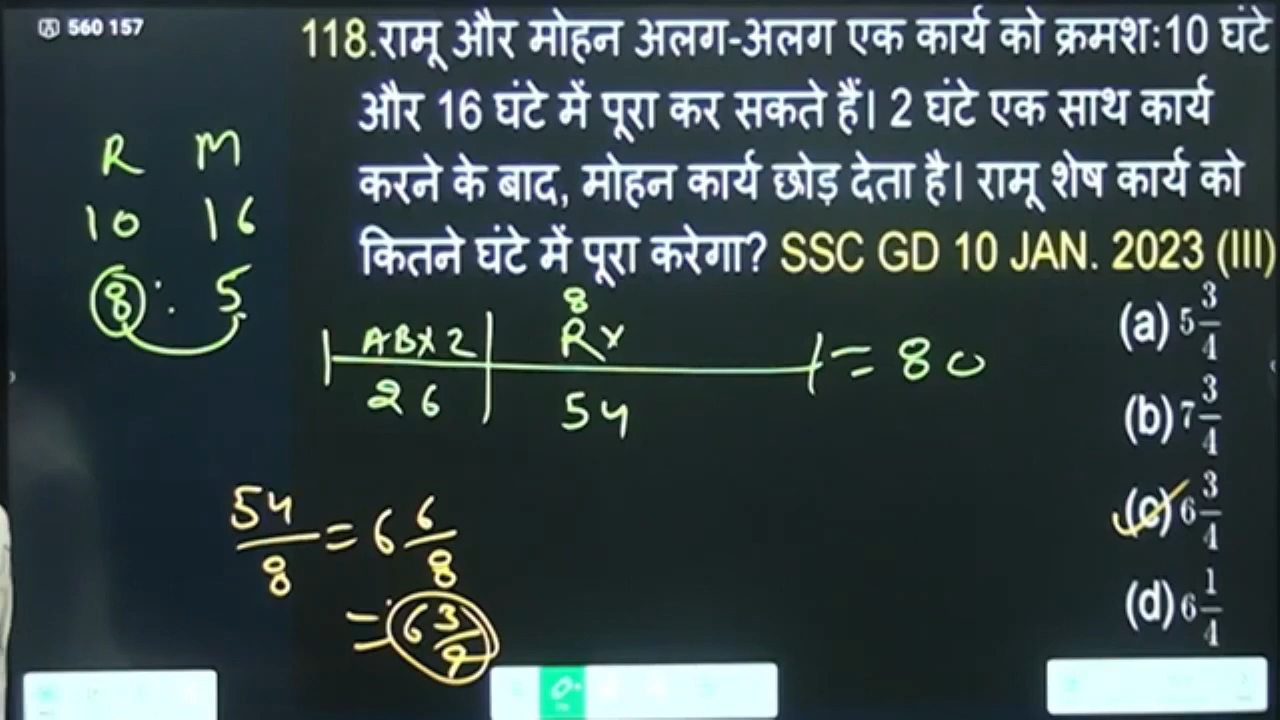 560 157
118.रामू और मोहन अलग-अलग एक कार्य को क्रमशः10 घंटे
और 16 घंटे में पूरा कर सकते हैं। 2 घंटे एक साथ कार्य
करने के बाद, मोहन कार्य छोड़ देता है। रामू शेष कार्य को
कितने घंटे में पूरा करेगा? SSC GD 10 JAN. 2023 (III)
R M
10 16
8 : 5
8
ABX2 RX = 80
26 54
(a) 5 3/4
(b) 7 3/4
(c) 6 3/4
(d) 6 1/4
54/8 = 6 6/8
= 6 3/4